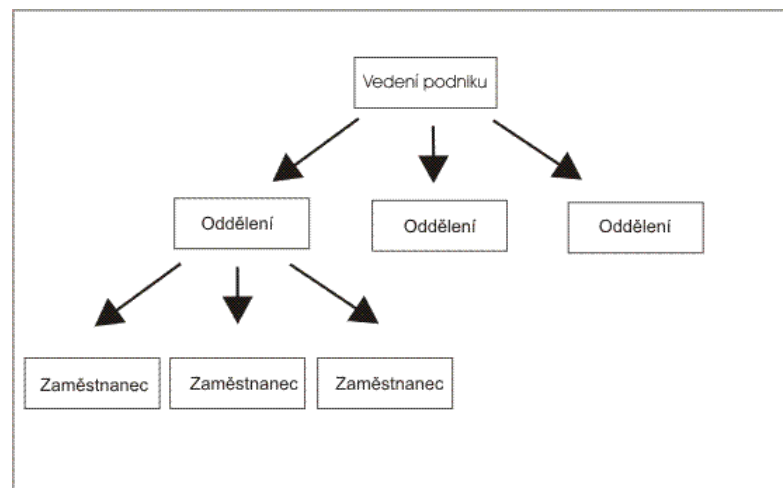 Vedení podniku
Oddělení
Oddělení
Oddělení
Zaměstnanec
Zaměstnanec
Zaměstnanec